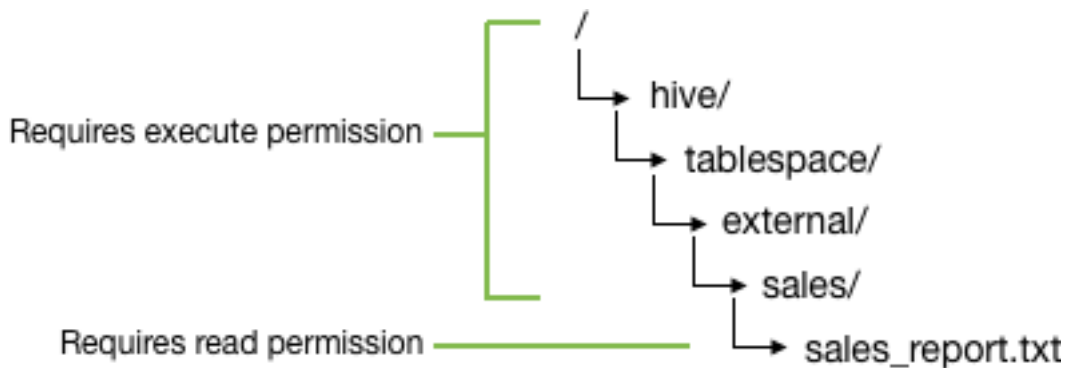 /
hive/
Requires execute permission
tablespace/
external/
sales/
Requires read permission
sales_report.txt